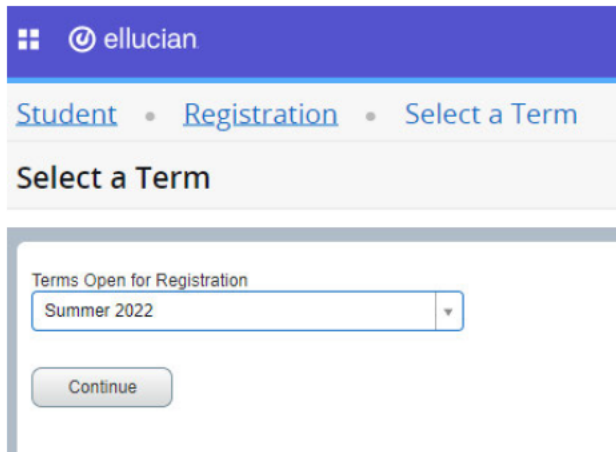 ellucian
Student • Registration • Select a Term
Select a Term
Terms Open for Registration
Summer 2022
Continue